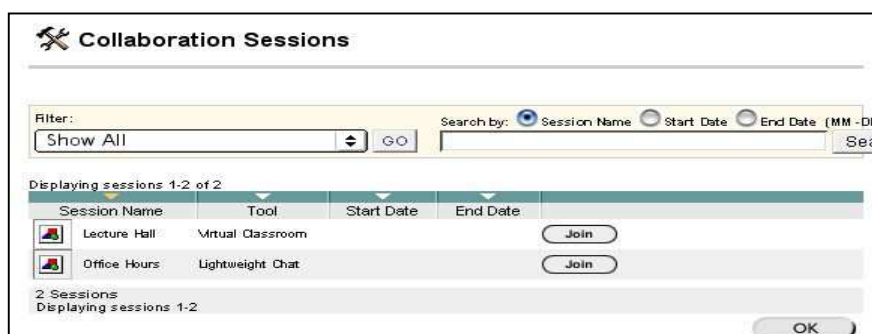 Collaboration Sessions
Filter:
Search by: Session Name Start Date End Date (MM-D
Show All GO Sea
Displaying sessions 1-2 of 2
Session Name Tool Start Date End Date
Lecture Hall Virtual Classroom Join
Office Hours Lightweight Chat Join
2 Sessions
Displaying sessions 1-2
OK